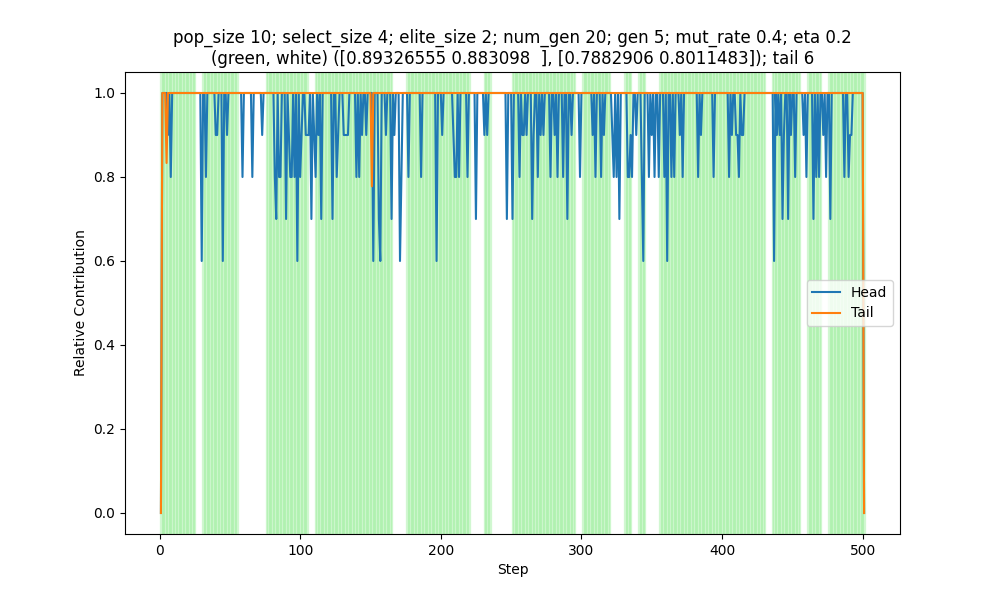 pop_size 10; select_size 4; elite_size 2; num_gen 20; gen 5; mut_rate 0.4; eta 0.2
(green, white) ([0.89326555 0.883098  ], [0.7882906 0.8011483]); tail 6
1.0
0.8
0.6
0.4
0.2
0.0
Relative Contribution
Head
Tail
0 100 200 300 400 500
Step